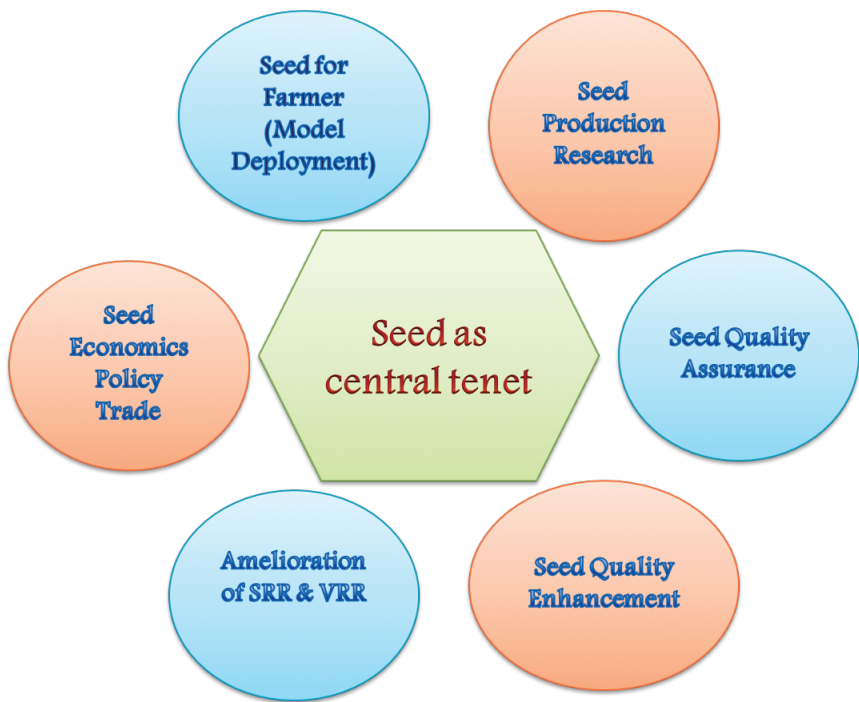 Seed for
Farmer
(Model
Deployment)
Seed
Production
Research
Seed
Economics
Policy
Trade
Seed as
central tenet
Seed Quality
Assurance
Amelioration
of SRR & VRR
Seed Quality
Enhancement